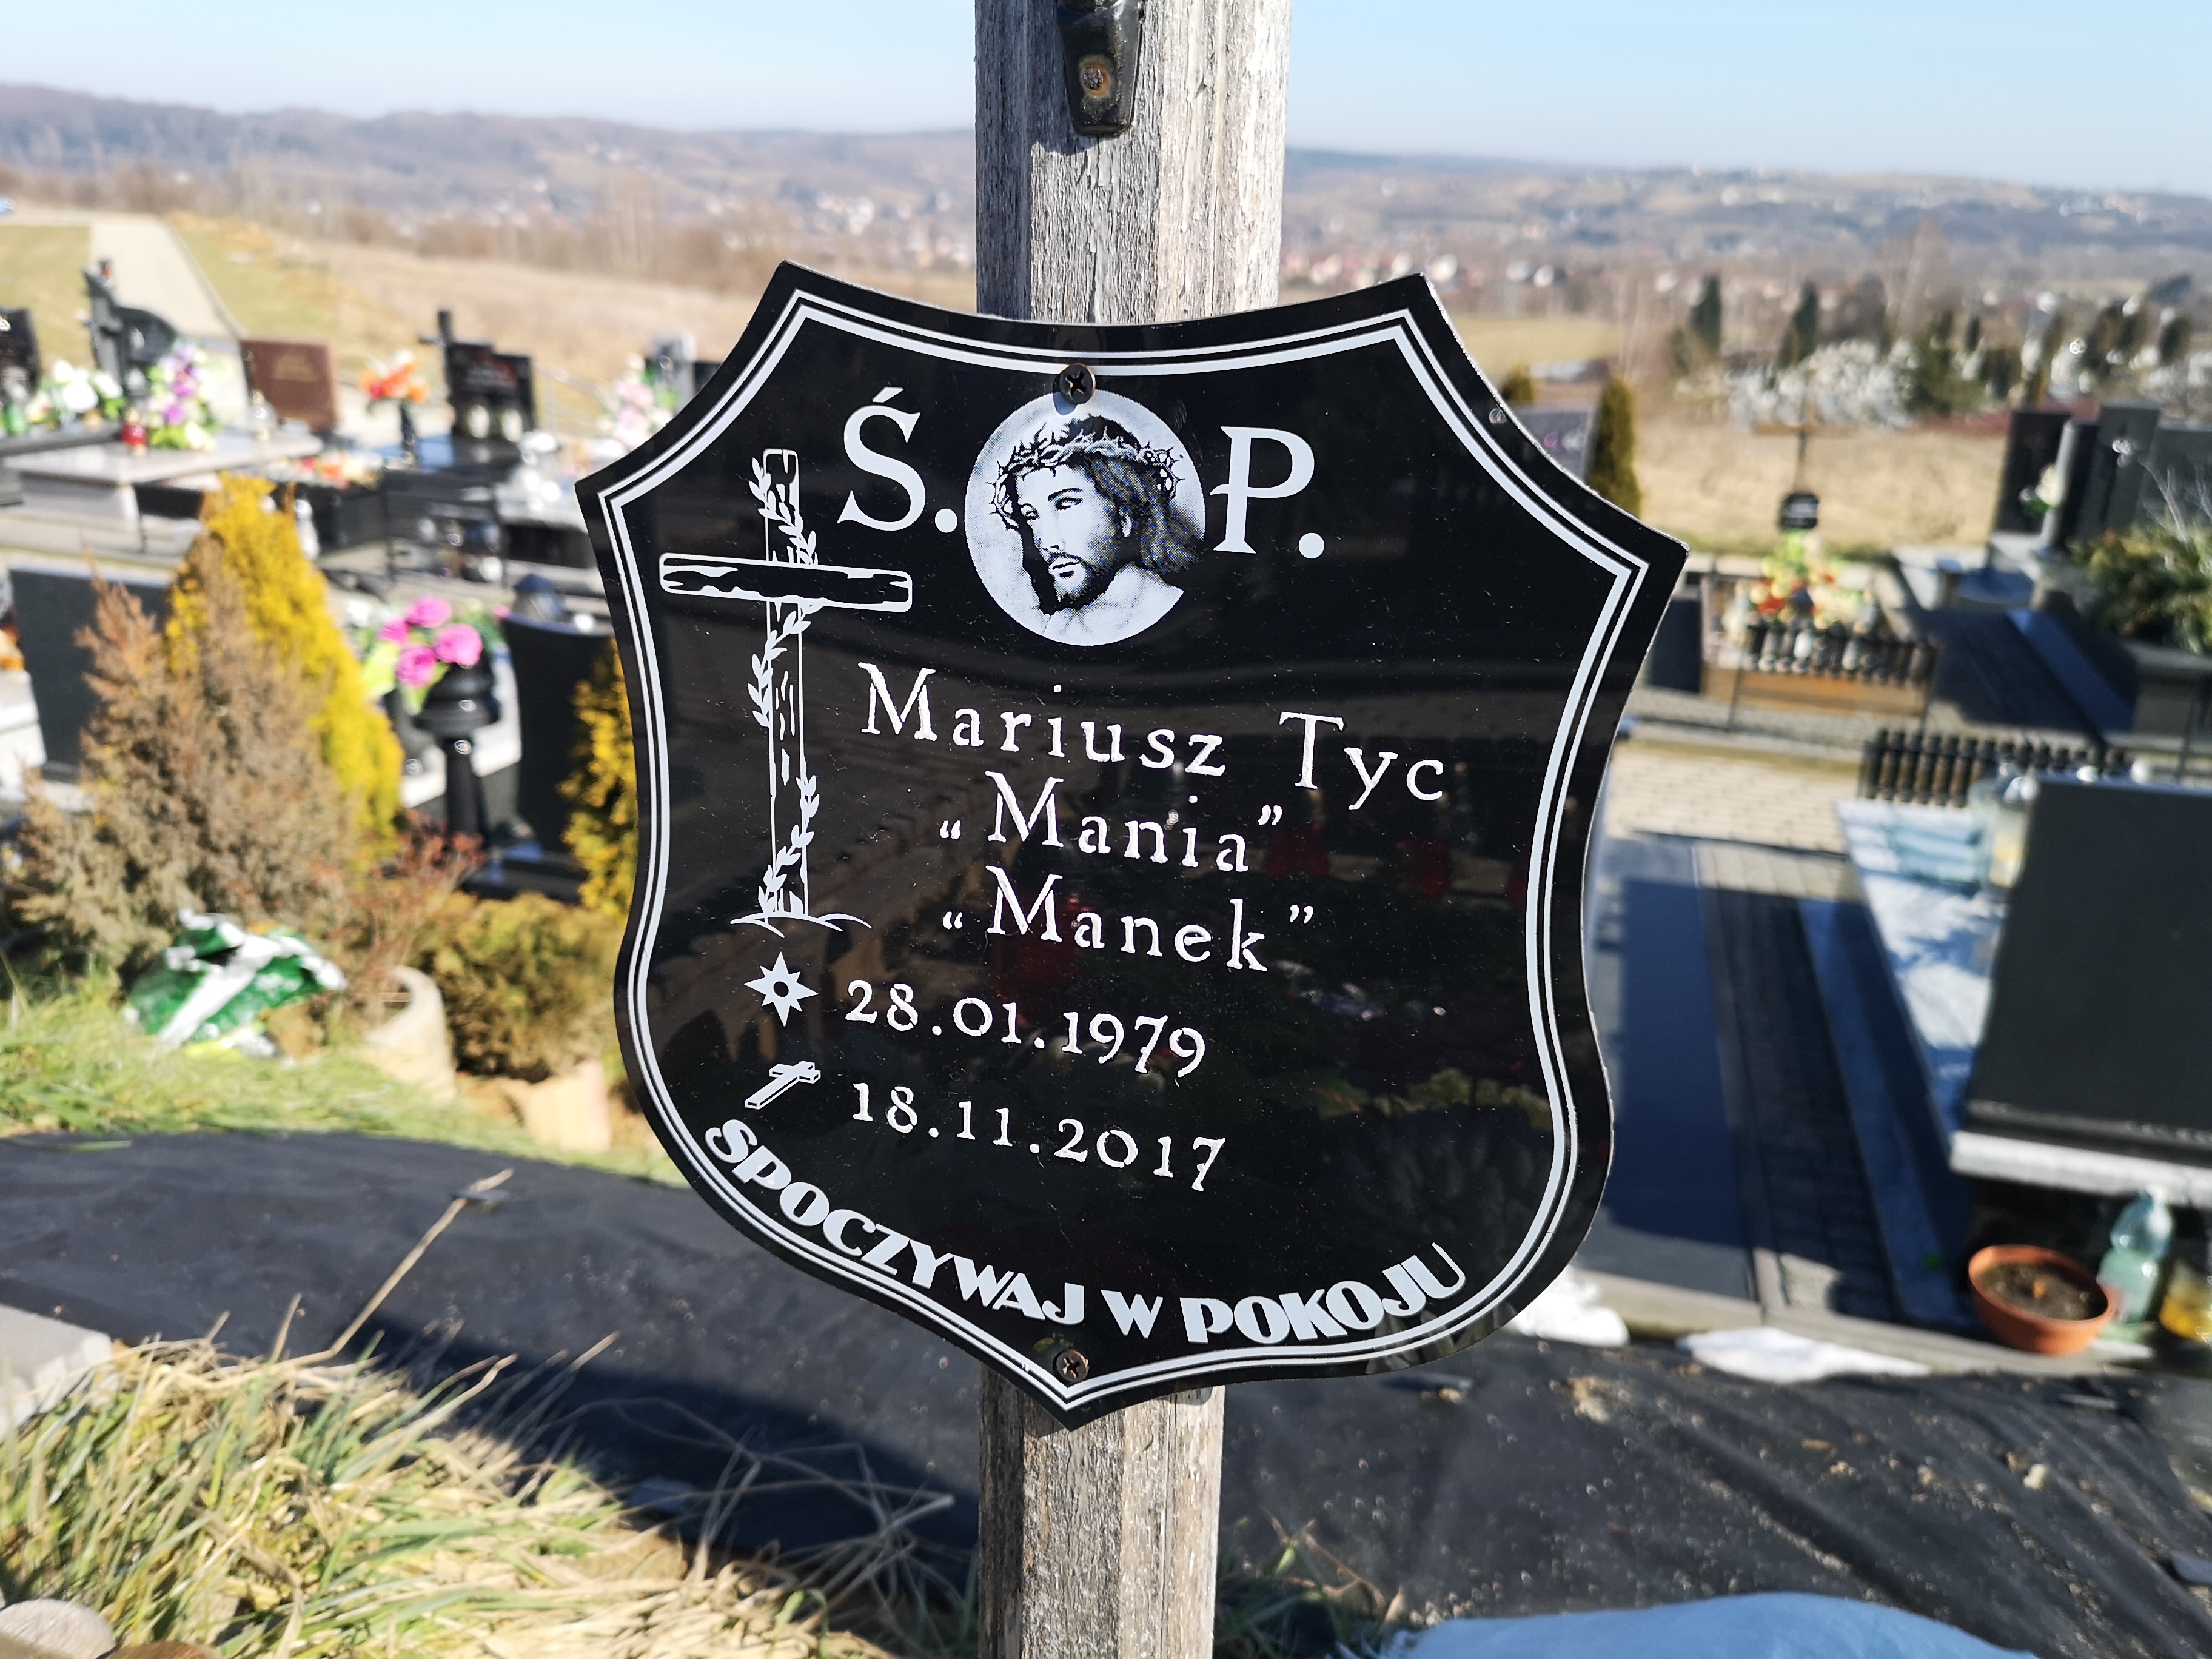 Ś. P.
Mariusz Tyc
„Mania”
„Manek”
28.01.1979
18.11.2017
SPOCZYWAJ W POKOJU